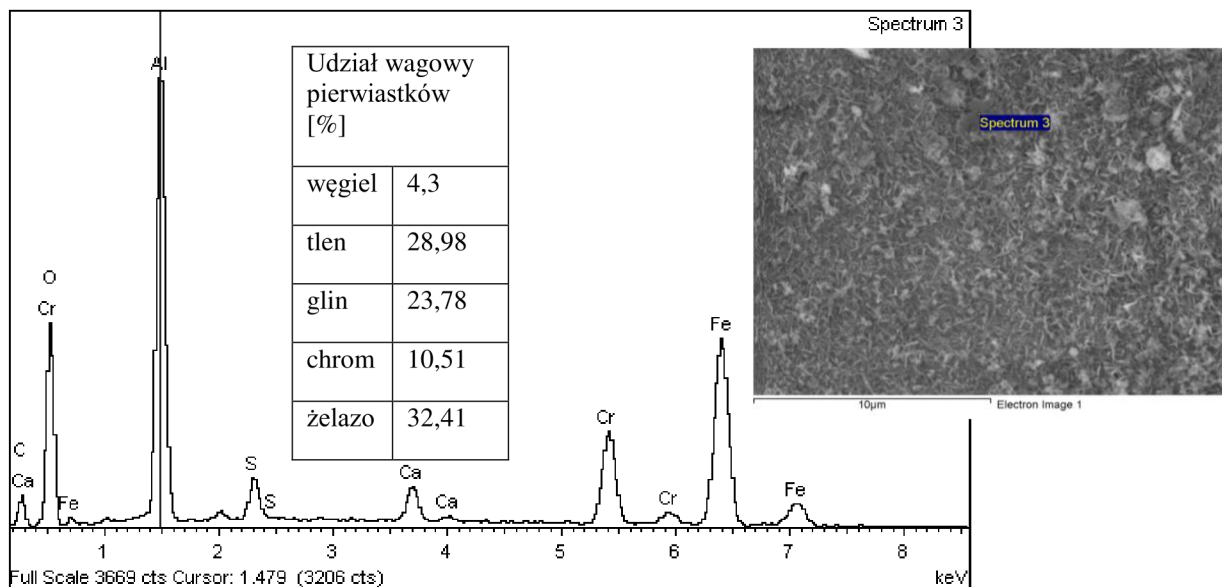 Spectrum 3
Al
Udział wagowy
pierwiastków
[%]
węgiel 4,3
tlen 28,98
glin 23,78
chrom 10,51
żelazo 32,41
Spectrum 3
10µm Electron Image 1
O
Cr
Fe
C
Ca
Fe
S
S
Ca
Ca
Cr
Cr
Fe
1 2 3 4 5 6 7 8
Full Scale 3669 cts Cursor: 1.479 (3206 cts) keV